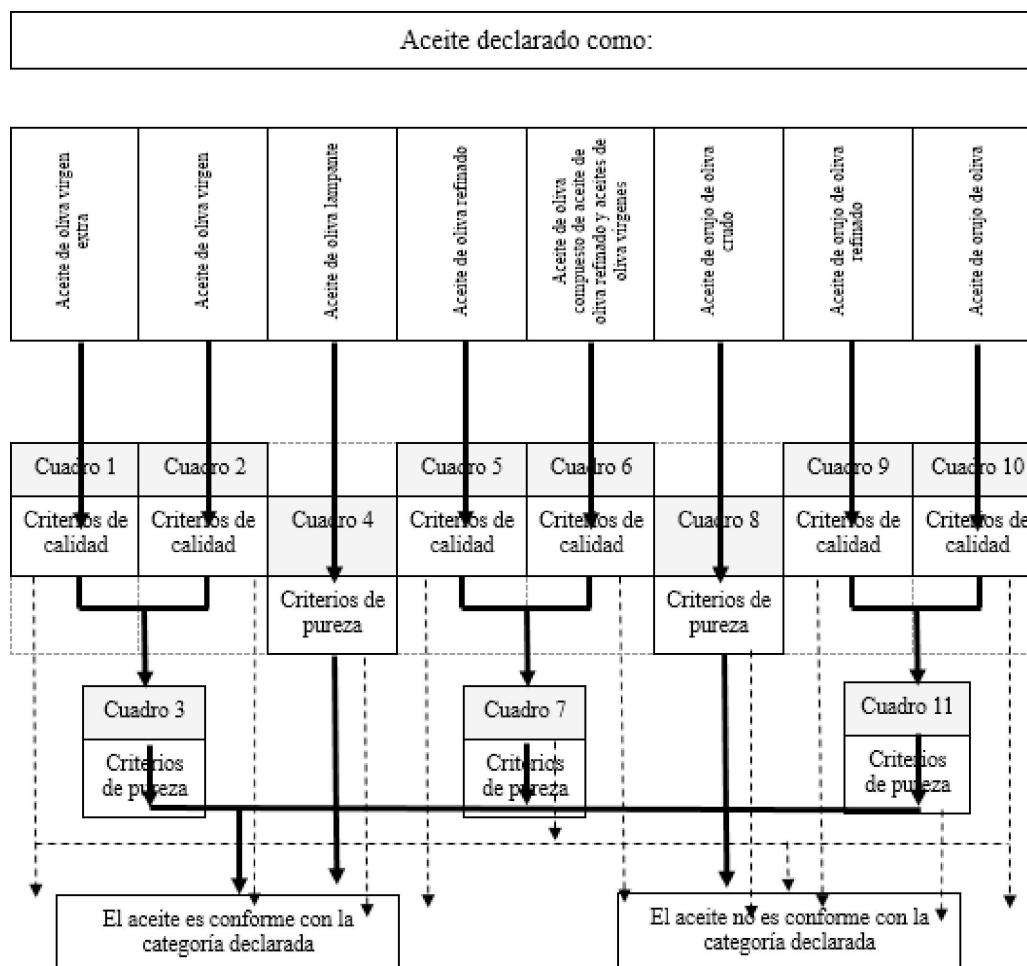 Aceite declarado como:
Aceite de oliva virgen
extra
Aceite de oliva virgen
Aceite de oliva lampante
Aceite de oliva refinado
Aceite de oliva
compuesto de aceite de
oliva refinado y aceites de
oliva vírgenes
Aceite de orujo de oliva
crudo
Aceite de orujo de oliva
refinado
Aceite de orujo de oliva
Cuadro 1
Cuadro 2
Cuadro 5
Cuadro 6
Cuadro 9
Cuadro 10
Criterios de
calidad
Criterios de
calidad
Cuadro 4
Criterios de
calidad
Criterios de
calidad
Cuadro 8
Criterios de
calidad
Criterios de
calidad
Criterios de
pureza
Criterios de
pureza
Cuadro 3
Cuadro 7
Cuadro 11
Criterios
de pureza
Criterios
de pureza
Criterios
de pureza
El aceite es conforme con la
categoría declarada
El aceite no es conforme con la
categoría declarada